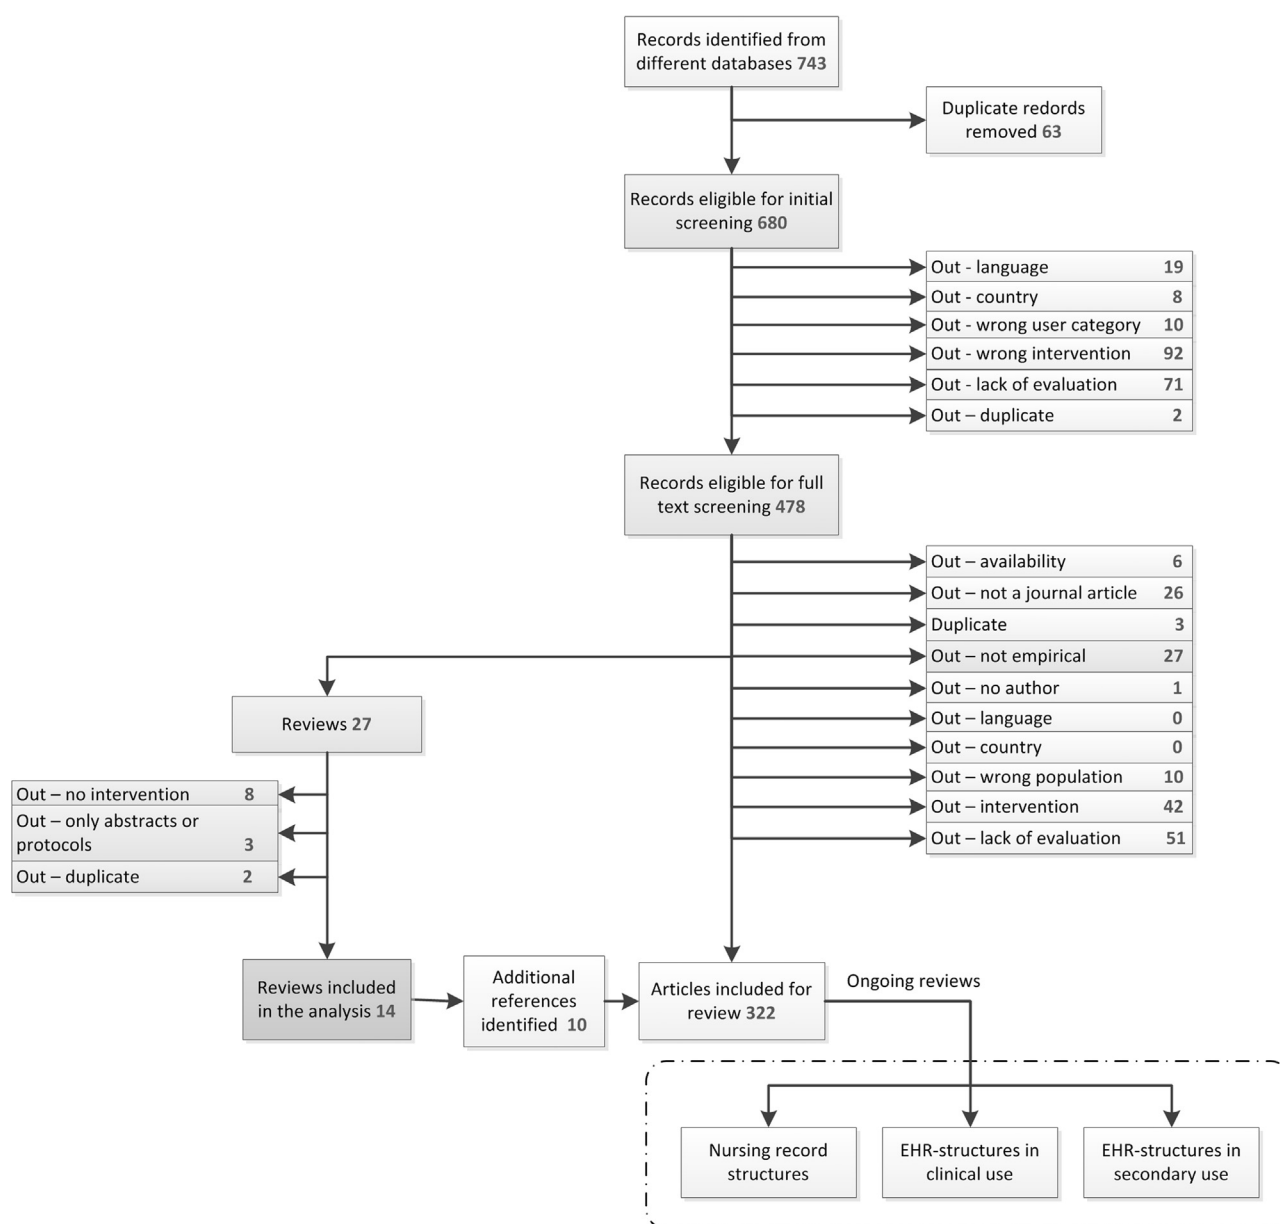 Records identified from
different databases 743
Duplicate redords
removed 63
Records eligible for initial
screening 680
Out - language 19
Out - country 8
Out - wrong user category 10
Out - wrong intervention 92
Out - lack of evaluation 71
Out – duplicate 2
Records eligible for full
text screening 478
Out – availability 6
Out – not a journal article 26
Duplicate 3
Out – not empirical 27
Out – no author 1
Out – language 0
Out – country 0
Out – wrong population 10
Out – intervention 42
Out – lack of evaluation 51
Reviews 27
Out – no intervention 8
Out – only abstracts or
protocols 3
Out – duplicate 2
Reviews included
in the analysis 14
Additional
references
identified 10
Articles included for
review 322
Ongoing reviews
Nursing record
structures
EHR-structures in
clinical use
EHR-structures in
secondary use